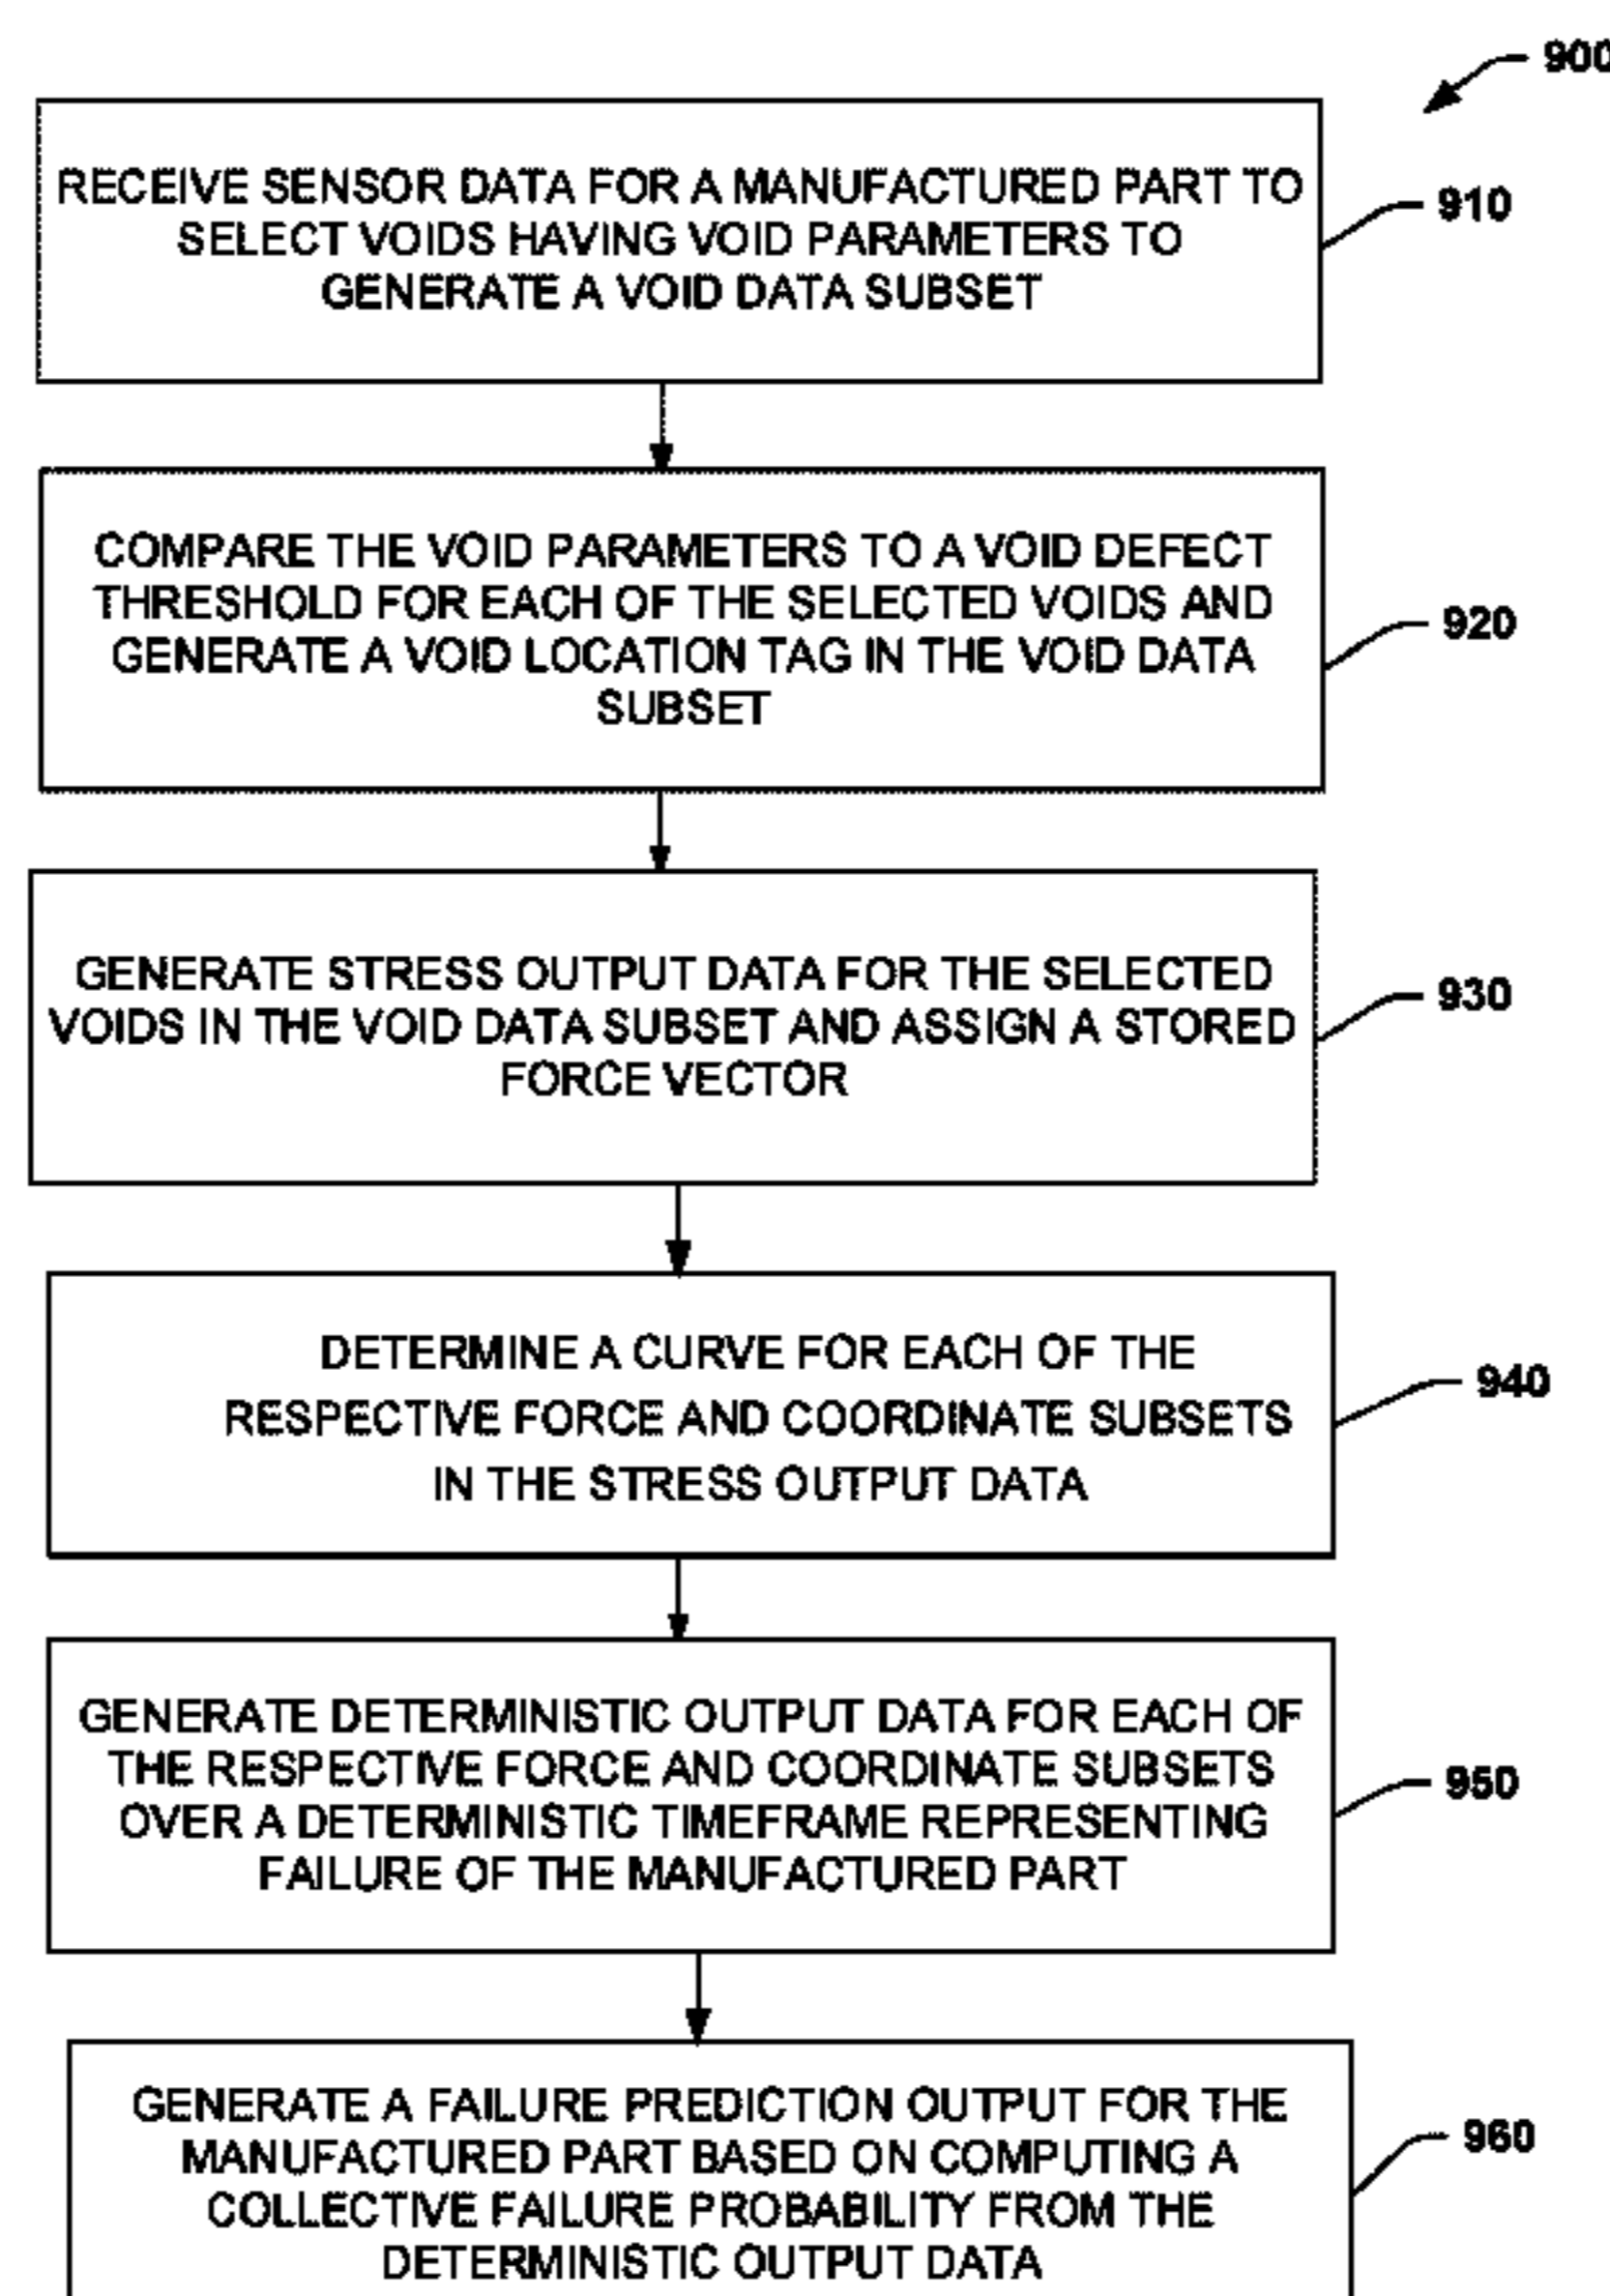 900
RECEIVE SENSOR DATA FOR A MANUFACTURED PART TO
SELECT VOIDS HAVING VOID PARAMETERS TO
GENERATE A VOID DATA SUBSET
910
COMPARE THE VOID PARAMETERS TO A VOID DEFECT
THRESHOLD FOR EACH OF THE SELECTED VOIDS AND
GENERATE A VOID LOCATION TAG IN THE VOID DATA
SUBSET
920
GENERATE STRESS OUTPUT DATA FOR THE SELECTED
VOIDS IN THE VOID DATA SUBSET AND ASSIGN A STORED
FORCE VECTOR
930
DETERMINE A CURVE FOR EACH OF THE
RESPECTIVE FORCE AND COORDINATE SUBSETS
IN THE STRESS OUTPUT DATA
940
GENERATE DETERMINISTIC OUTPUT DATA FOR EACH OF
THE RESPECTIVE FORCE AND COORDINATE SUBSETS
OVER A DETERMINISTIC TIMEFRAME REPRESENTING
FAILURE OF THE MANUFACTURED PART
950
GENERATE A FAILURE PREDICTION OUTPUT FOR THE
MANUFACTURED PART BASED ON COMPUTING A
COLLECTIVE FAILURE PROBABILITY FROM THE
DETERMINISTIC OUTPUT DATA
960